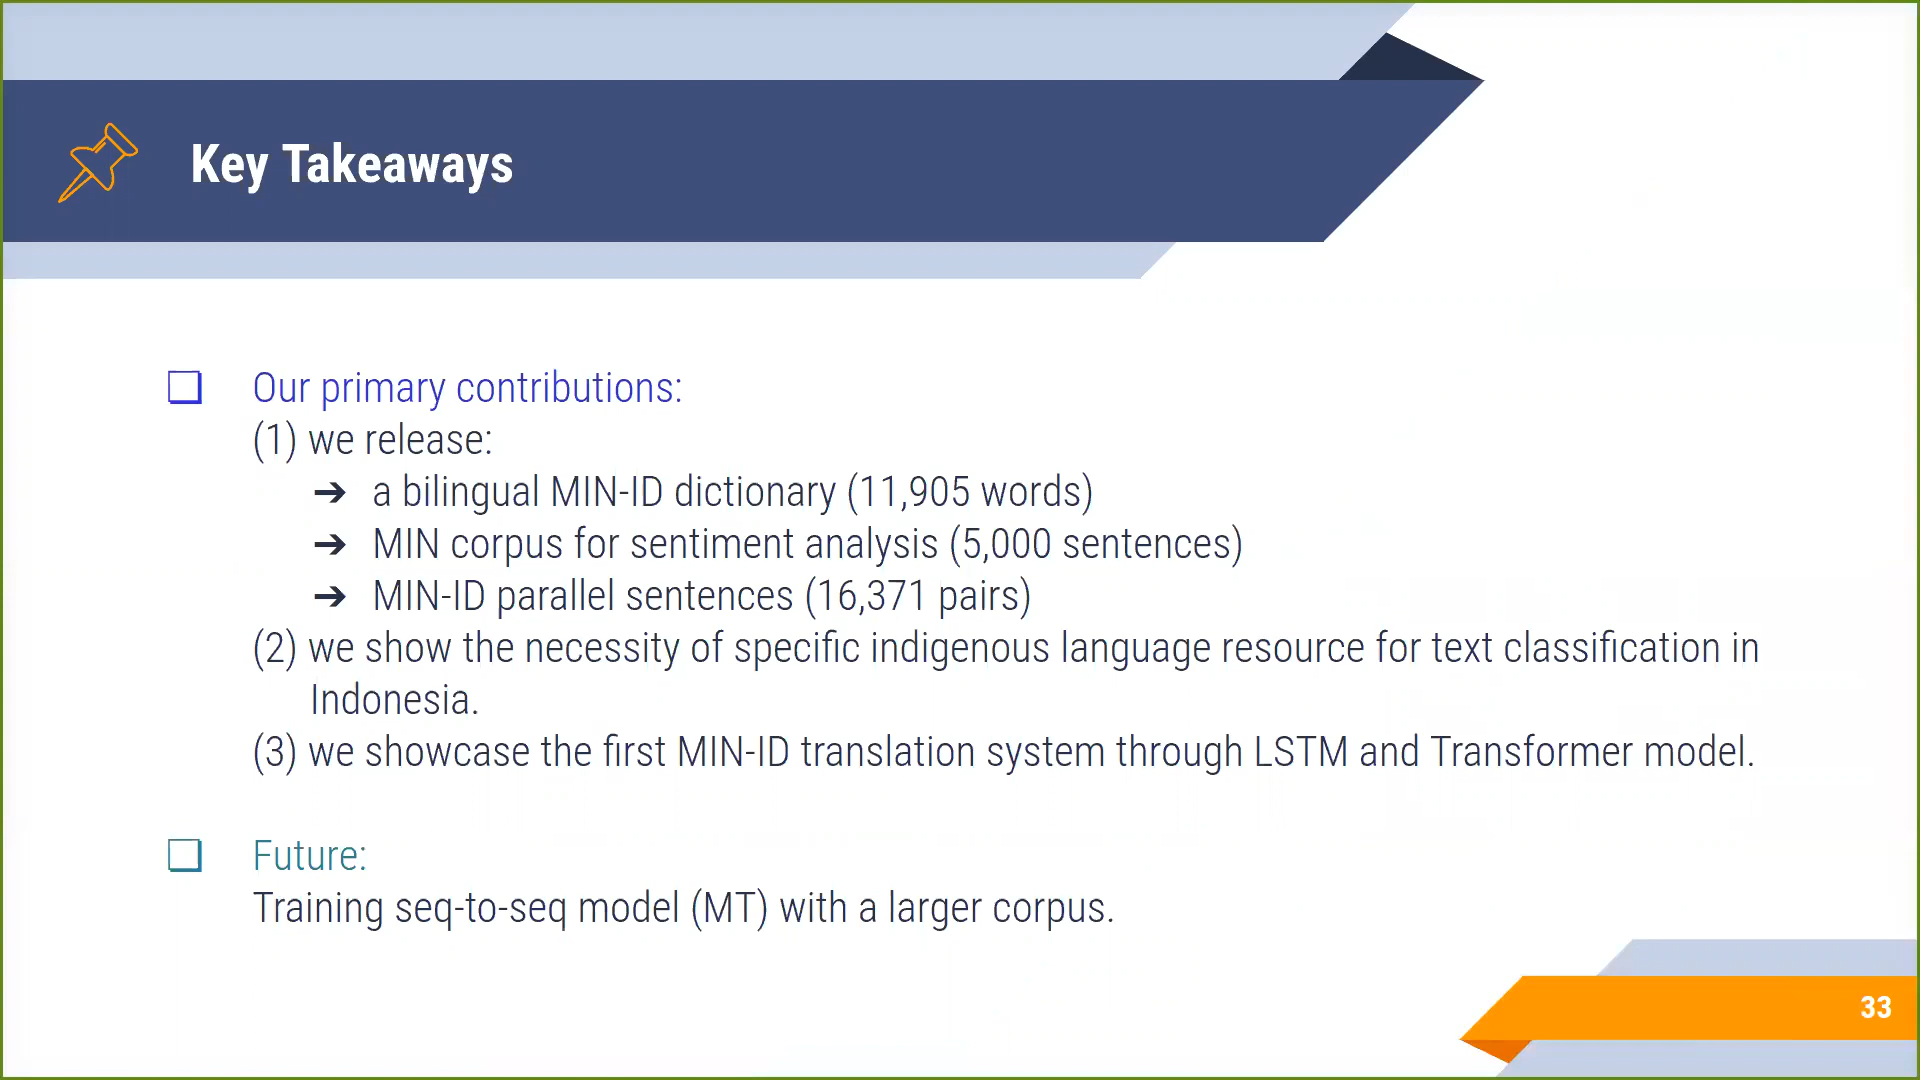 Key Takeaways
❏ Our primary contributions:
(1) we release:
➔ a bilingual MIN-ID dictionary (11,905 words)
➔ MIN corpus for sentiment analysis (5,000 sentences)
➔ MIN-ID parallel sentences (16,371 pairs)
(2) we show the necessity of specific indigenous language resource for text classification in
Indonesia.
(3) we showcase the first MIN-ID translation system through LSTM and Transformer model.
❏ Future:
Training seq-to-seq model (MT) with a larger corpus.
33